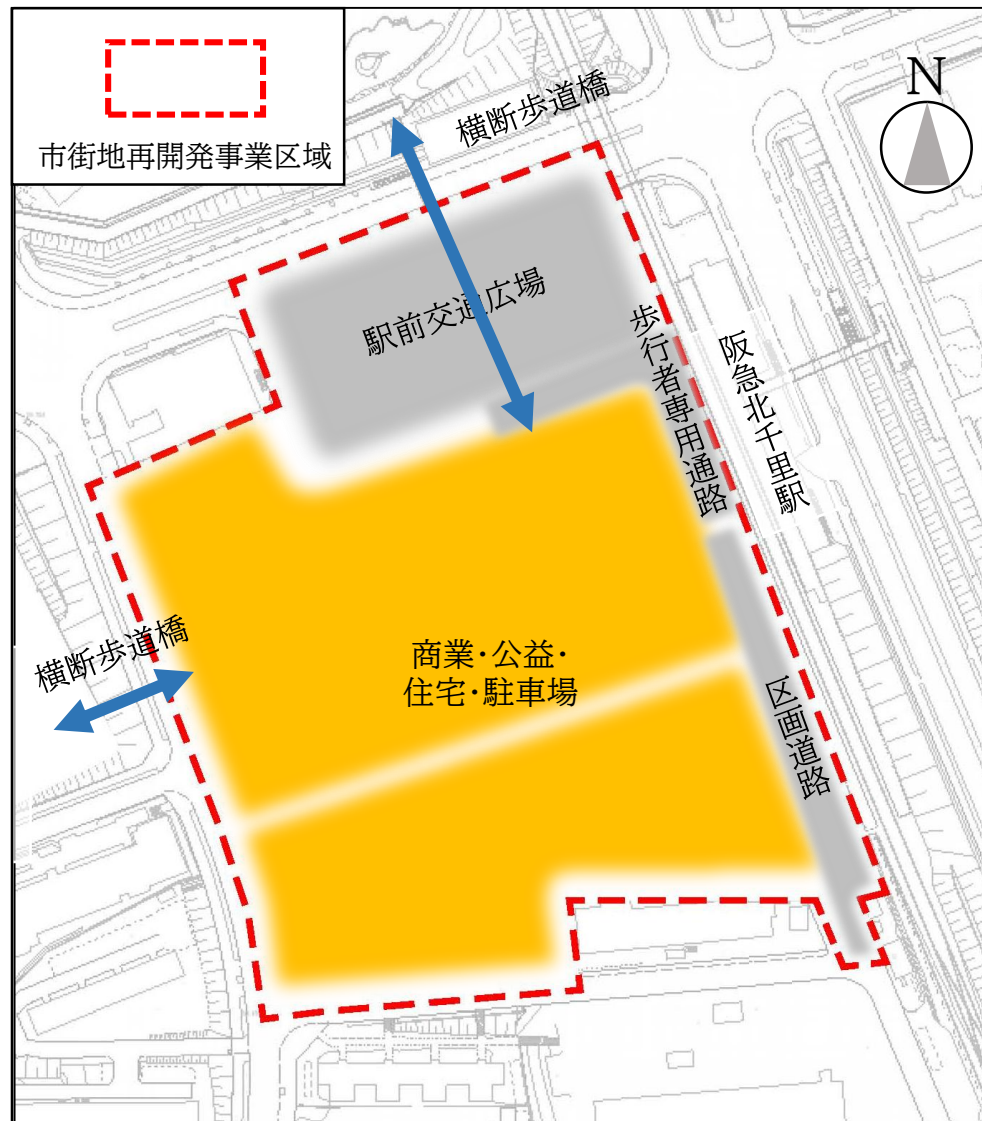 市街地再開発事業区域
N
横断歩道橋
駅前交通広場
歩行者専用通路
阪急北千里駅
横断歩道橋
商業・公益・
住宅・駐車場
区画道路